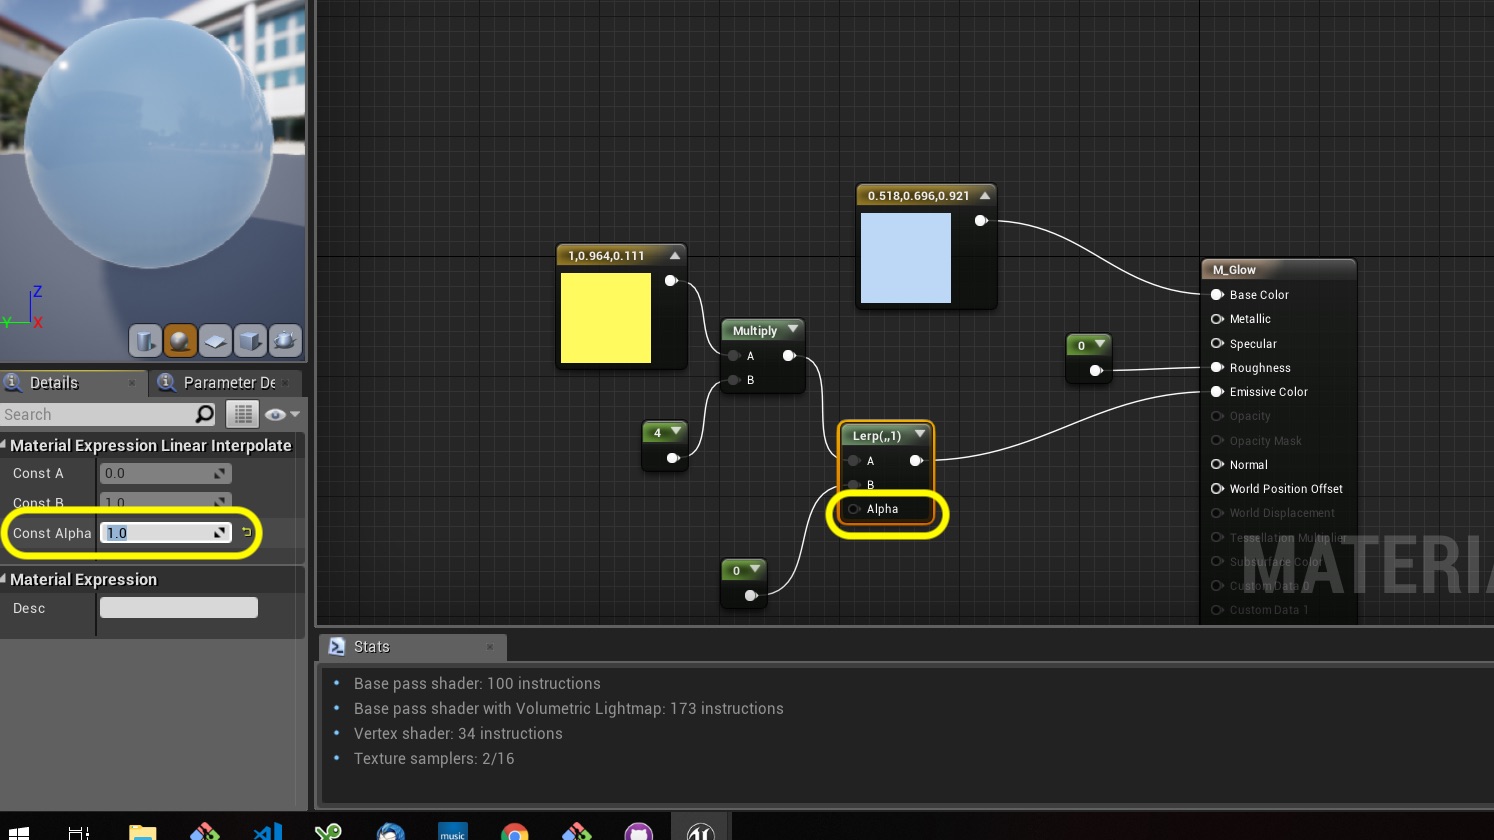 Z
Y
X
Details
Parameter De
Search
Material Expression Linear Interpolate
Const A
0.0
Const B
1.0
Const Alpha
1.0
Material Expression
Desc
1,0.964,0.111
0.518,0.696,0.921
Multiply
A
B
4
Lerp(,,1)
A
B
Alpha
0
0
M_Glow
Base Color
Metallic
Specular
Roughness
Emissive Color
Opacity
Opacity Mask
Normal
World Position Offset
World Displacement
Tessellation Multiplier
Subsurface Color
Custom Data 0
Custom Data 1
MATERIA
Stats
Base pass shader: 100 instructions
Base pass shader with Volumetric Lightmap: 173 instructions
Vertex shader: 34 instructions
Texture samplers: 2/16
music